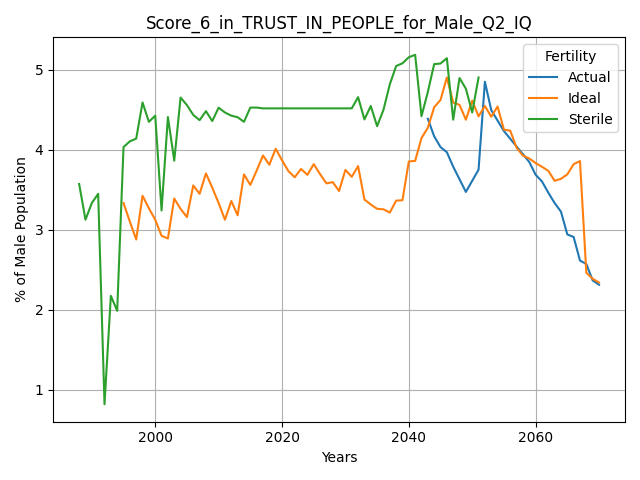 Score_6_in_TRUST_IN_PEOPLE_for_Male_Q2_IQ
Fertility
Actual
Ideal
Sterile
% of Male Population
5
4
3
2
1
2000 2020 2040 2060
Years